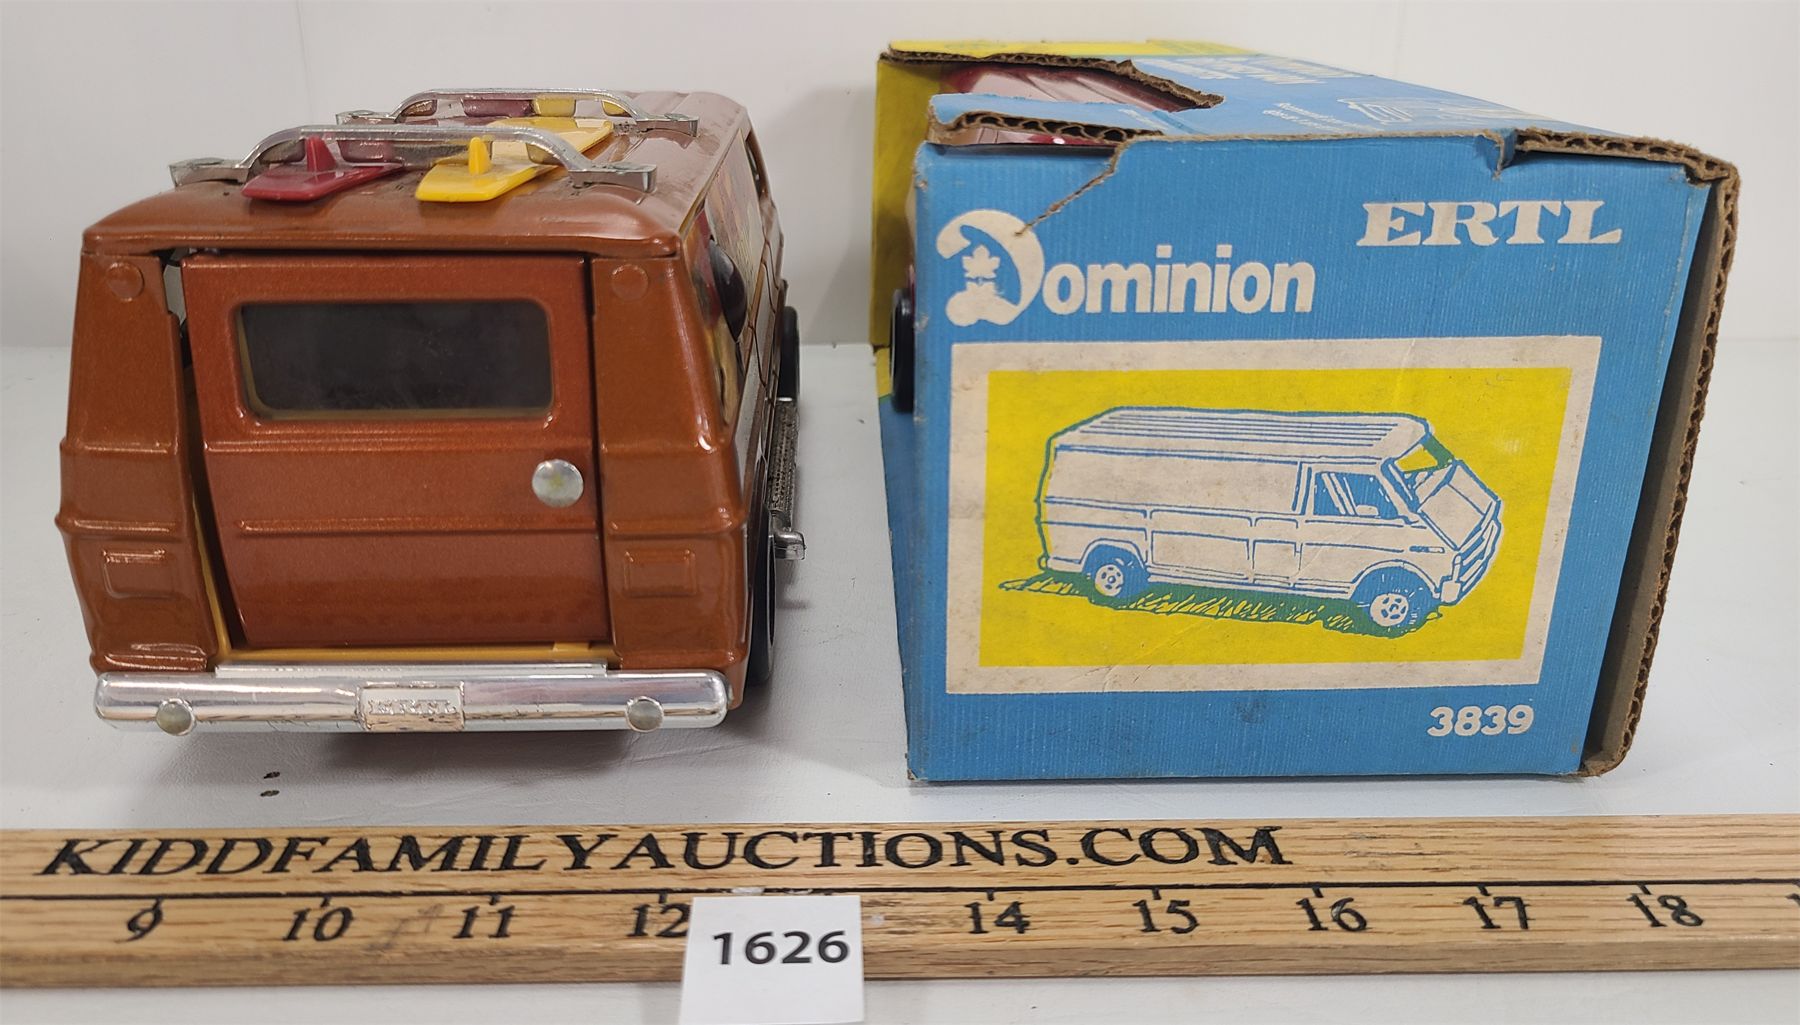 ERTL
Dominion
3839
ERTL
KIDDFAMILYAUCTIONS.COM
9 10 11 12 14 15 16 17 18
1626